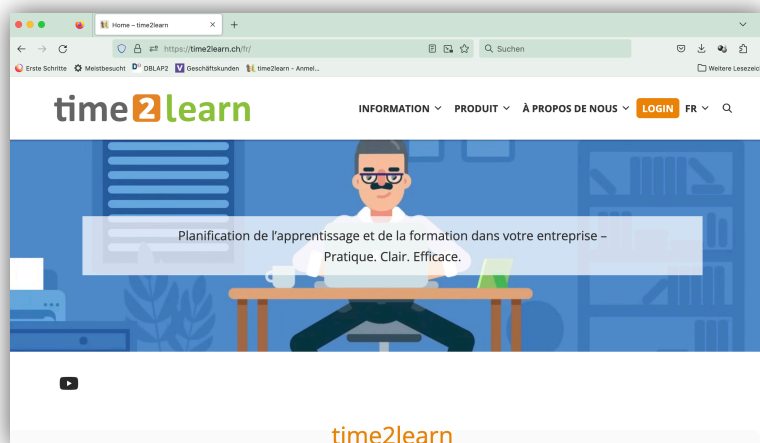 Home – time2learn
https://time2learn.ch/fr/
Suchen
Erste Schritte Meistbesucht DBLAP2 Geschäftskunden time2learn – Anmel... Weitere Lesezeich
time2learn
INFORMATION PRODUIT À PROPOS DE NOUS LOGIN FR
Planification de l’apprentissage et de la formation dans votre entreprise –
Pratique. Clair. Efficace.
time2learn